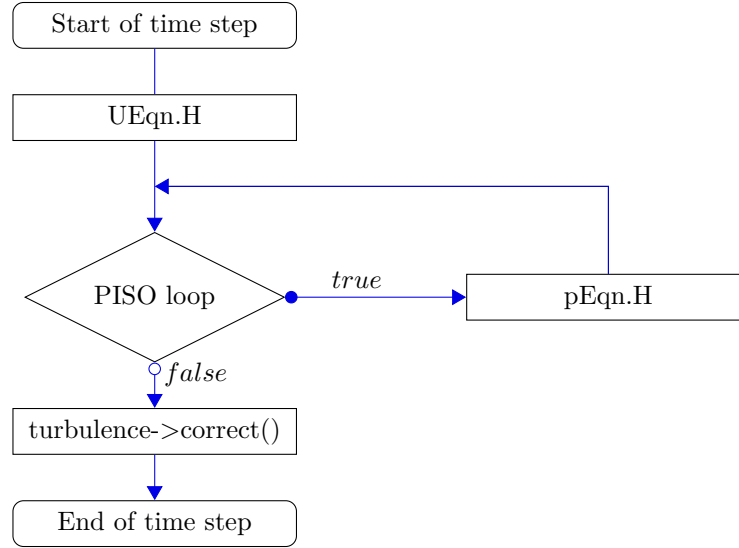 Start of time step
UEqn.H
PISO loop
true
pEqn.H
false
turbulence->correct()
End of time step